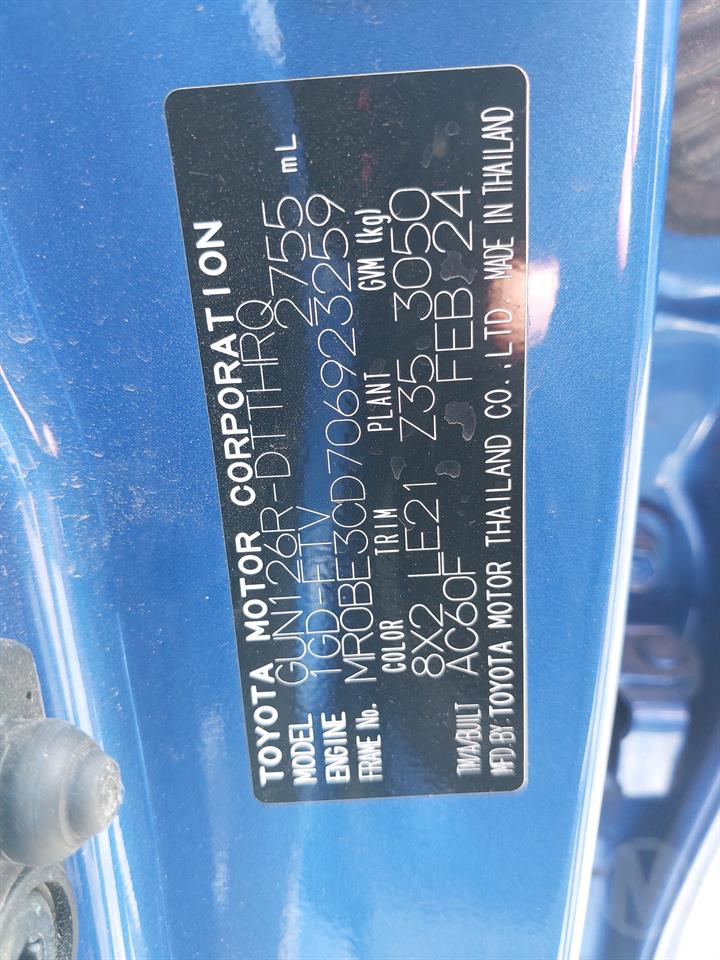 TOYOTA MOTOR CORPORATION
MODEL GUN126R-DTTHRQ
ENGINE 1GD-FTV 2755 mL
FRAME No. MR0BE3CD706923259
COLOR TRIM PLANT GVM (kg)
8X2 LE21 Z35 3050
TM/A/BUILT AC60F FEB 24
MFD.BY:TOYOTA MOTOR THAILAND CO.,LTD. MADE IN THAILAND
M